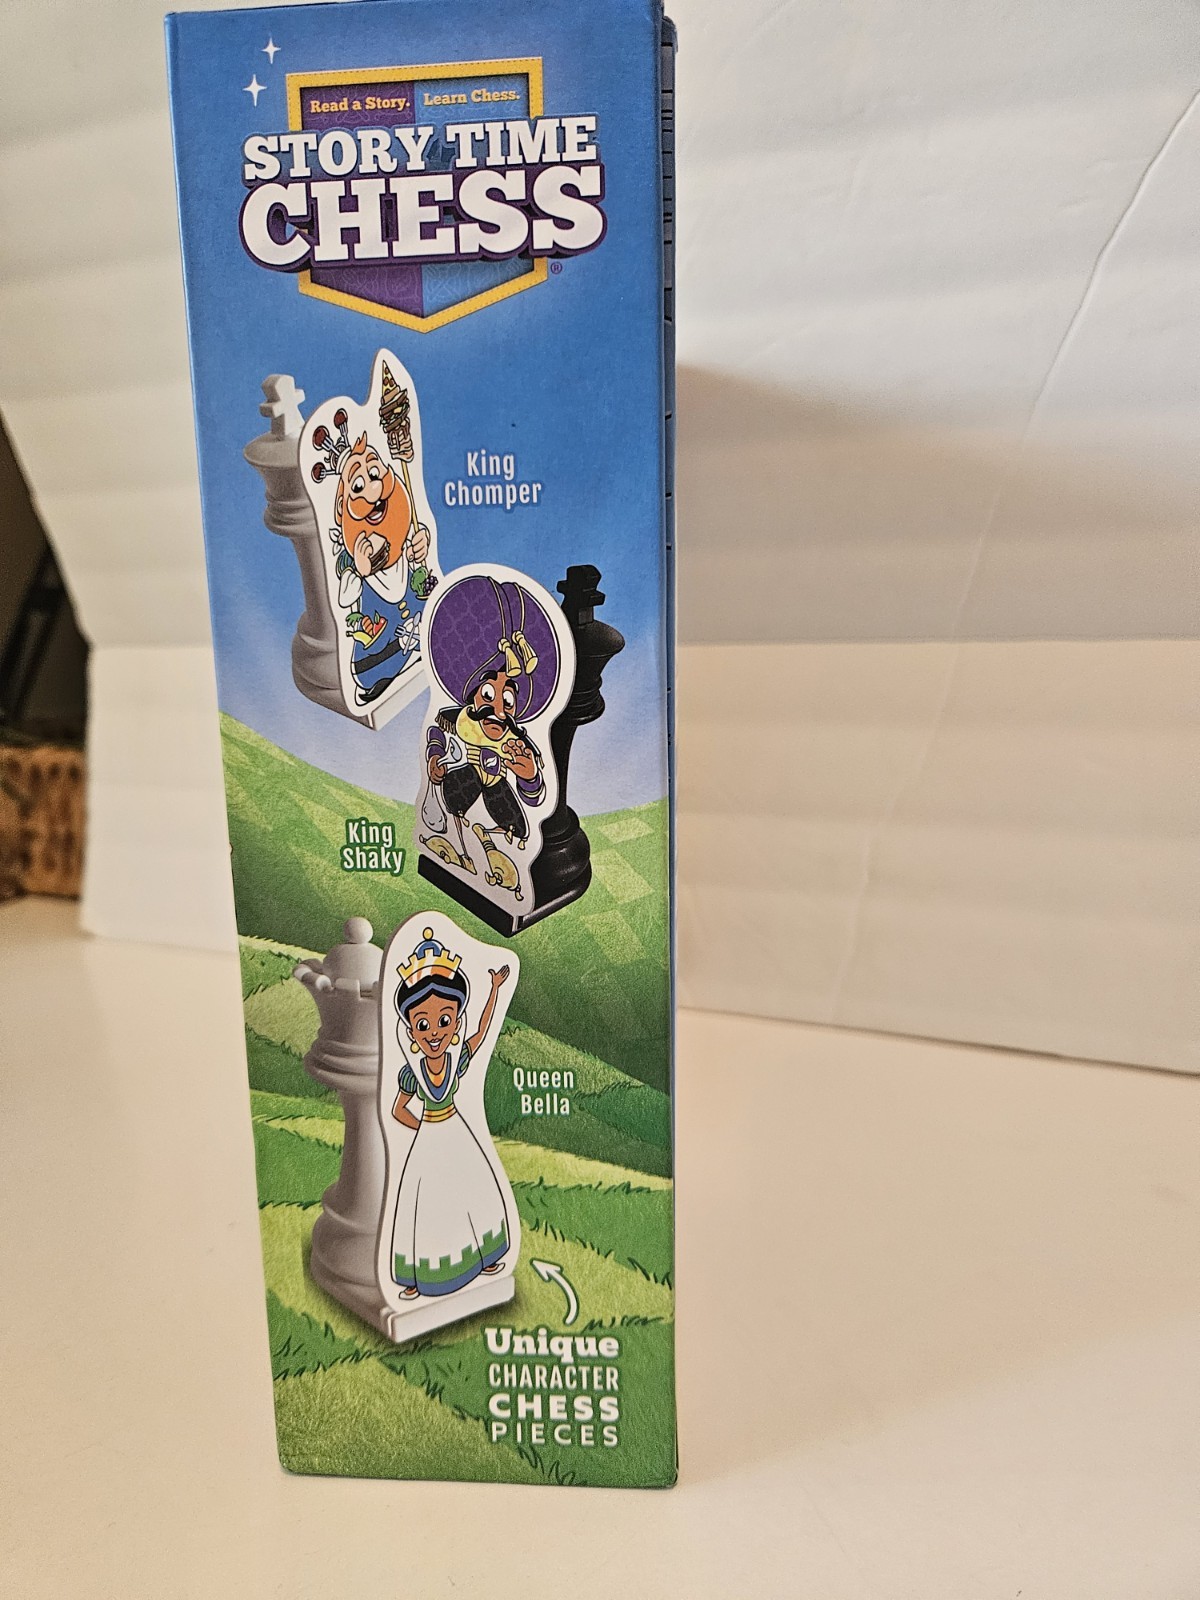 Read a Story. Learn Chess.
STORY TIME
CHESS®
King
Chomper
King
Shaky
Queen
Bella
Unique
CHARACTER
CHESS
PIECES